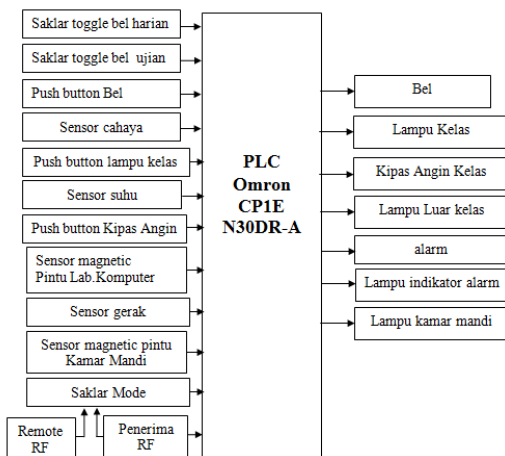 Saklar toggle bel harian
Saklar toggle bel ujian
Push button Bel
Sensor cahaya
Push button lampu kelas
Sensor suhu
Push button Kipas Angin
Sensor magnetic
Pintu Lab.Komputer
Sensor gerak
Sensor magnetic pintu
Kamar Mandi
Saklar Mode
Remote
RF
Penerima
RF
PLC
Omron
CP1E
N30DR-A
Bel
Lampu Kelas
Kipas Angin Kelas
Lampu Luar kelas
alarm
Lampu indikator alarm
Lampu kamar mandi